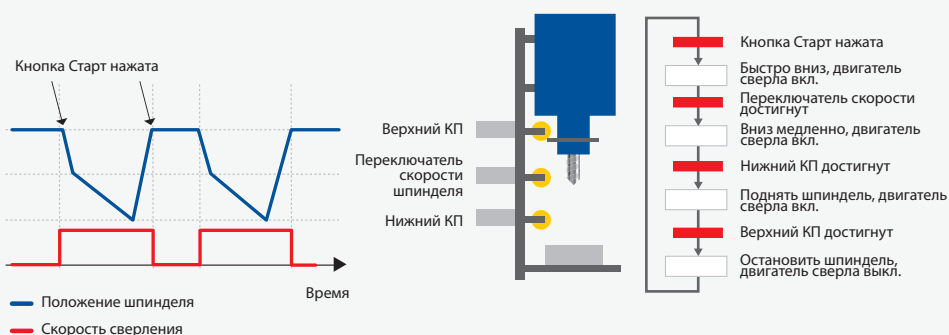 Кнопка Старт нажата
Время
Положение шпинделя
Скорость сверления
Верхний КП
Переключатель
скорости
шпинделя
Нижний КП
Кнопка Старт нажата
Быстро вниз, двигатель
сверла вкл.
Переключатель скорости
достигнут
Вниз медленно, двигатель
сверла вкл.
Нижний КП достигнут
Поднять шпиндель, двигатель
сверла вкл.
Верхний КП достигнут
Остановить шпиндель,
двигатель сверла выкл.